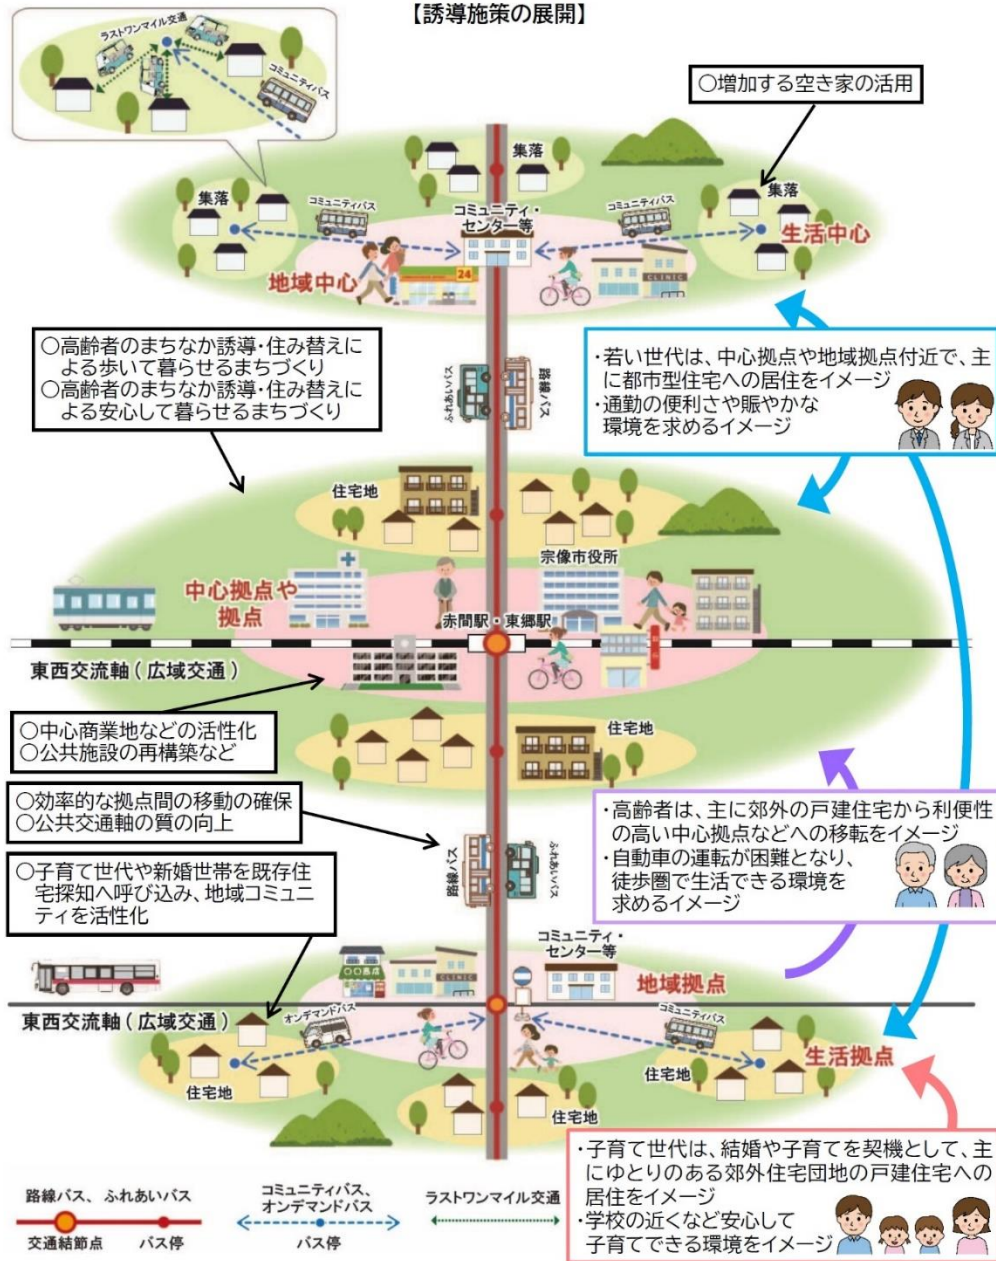 【誘導施策の展開】
ラストワンマイル交通
コミュニティバス
○増加する空き家の活用
集落
集落
集落
コミュニティバス
コミュニティ・
センター等
コミュニティバス
生活中心
地域中心
24
CLINIC
○高齢者のまちなか誘導・住み替えに
よる歩いて暮らせるまちづくり
○高齢者のまちなか誘導・住み替えに
よる安心して暮らせるまちづくり
ふれあいバス
路線バス
・若い世代は、中心拠点や地域拠点付近で、主
に都市型住宅への居住をイメージ
・通勤の便利さや賑やかな
環境を求めるイメージ
住宅地
宗像市役所
中心拠点や
拠点
赤間駅・東郷駅
東西交流軸(広域交通)
○中心商業地などの活性化
○公共施設の再構築など
住宅地
○効率的な拠点間の移動の確保
○公共交通軸の質の向上
路線バス
ふれあいバス
・高齢者は、主に郊外の戸建住宅から利便性
の高い中心拠点などへの移転をイメージ
・自動車の運転が困難となり、
徒歩圏で生活できる環境を
求めるイメージ
○子育て世代や新婚世帯を既存住
宅探知へ呼び込み、地域コミュニ
ティを活性化
コミュニティ・
センター等
〇〇商店
CLINIC
地域拠点
東西交流軸(広域交通)
オンデマンドバス
コミュニティバス
生活拠点
住宅地
住宅地
住宅地
・子育て世代は、結婚や子育てを契機として、主
にゆとりのある郊外住宅団地の戸建住宅への
居住をイメージ
・学校の近くなど安心して
子育てできる環境をイメージ
路線バス、ふれあいバス
交通結節点
バス停
コミュニティバス、
オンデマンドバス
バス停
ラストワンマイル交通